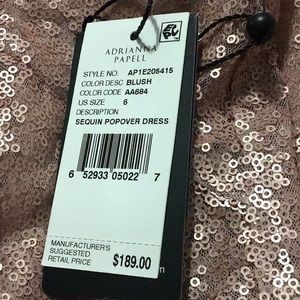 ADRIANNA
PAPELL
STYLE NO. AP1E205415
COLOR DESC BLUSH
COLOR CODE AA684
US SIZE 6
DESCRIPTION
SEQUIN POPOVER DRESS
6 52933 05022 7
MANUFACTURER'S
SUGGESTED
RETAIL PRICE $189.00